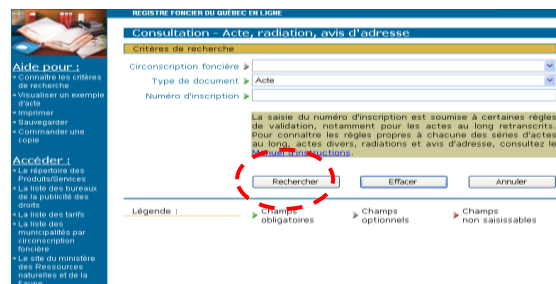 REGISTRE FONCIER DU QUÉBEC EN LIGNE
Consultation - Acte, radiation, avis d'adresse
Critères de recherche
Circonscription foncière
Type de document
Acte
Numéro d'inscription
La saisie du numéro d'inscription est soumise à certaines règles
de validation, notamment pour les actes au long retranscrits.
Pour connaître les règles propres à chacune des séries d'actes
au long, actes divers, radiations et avis d'adresse, consultez le
Manuel d'instructions.
Rechercher
Effacer
Annuler
Légende :
Champs
obligatoires
Champs
optionnels
Champs
non saisissables
Aide pour :
Connaître les critères
de recherche
Visualiser un exemple
d'acte
Imprimer
Sauvegarder
Commander une
copie
Accéder :
Le répertoire des
Produits/Services
La liste des bureaux
de la publicité des
droits
La liste des tarifs
La liste des
municipalités par
circonscription
foncière
Le site du ministère
des Ressources
naturelles et de la
Faune